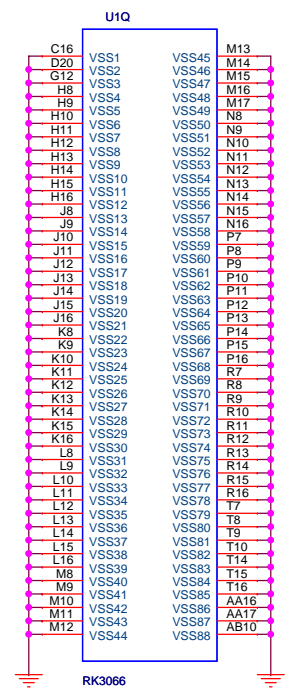 U1Q
C16 VSS1 VSS45 M13
D20 VSS2 VSS46 M14
G12 VSS3 VSS47 M15
H8 VSS4 VSS48 M16
H9 VSS5 VSS49 M17
H10 VSS6 VSS50 N8
H11 VSS7 VSS51 N9
H12 VSS8 VSS52 N10
H13 VSS9 VSS53 N11
H14 VSS10 VSS54 N12
H15 VSS11 VSS55 N13
H16 VSS12 VSS56 N14
J8 VSS13 VSS57 N15
J9 VSS14 VSS58 N16
J10 VSS15 VSS59 P7
J11 VSS16 VSS60 P8
J12 VSS17 VSS61 P9
J13 VSS18 VSS62 P10
J14 VSS19 VSS63 P11
J15 VSS20 VSS64 P12
J16 VSS21 VSS65 P13
K8 VSS22 VSS66 P14
K9 VSS23 VSS67 P15
K10 VSS24 VSS68 P16
K11 VSS25 VSS69 R7
K12 VSS26 VSS70 R8
K13 VSS27 VSS71 R9
K14 VSS28 VSS72 R10
K15 VSS29 VSS73 R11
K16 VSS30 VSS74 R12
L8 VSS31 VSS75 R13
L9 VSS32 VSS76 R14
L10 VSS33 VSS77 R15
L11 VSS34 VSS78 R16
L12 VSS35 VSS79 T7
L13 VSS36 VSS80 T8
L14 VSS37 VSS81 T9
L15 VSS38 VSS82 T10
L16 VSS39 VSS83 T14
M8 VSS40 VSS84 T15
M9 VSS41 VSS85 T16
M10 VSS42 VSS86 AA16
M11 VSS43 VSS87 AA17
M12 VSS44 VSS88 AB10
RK3066